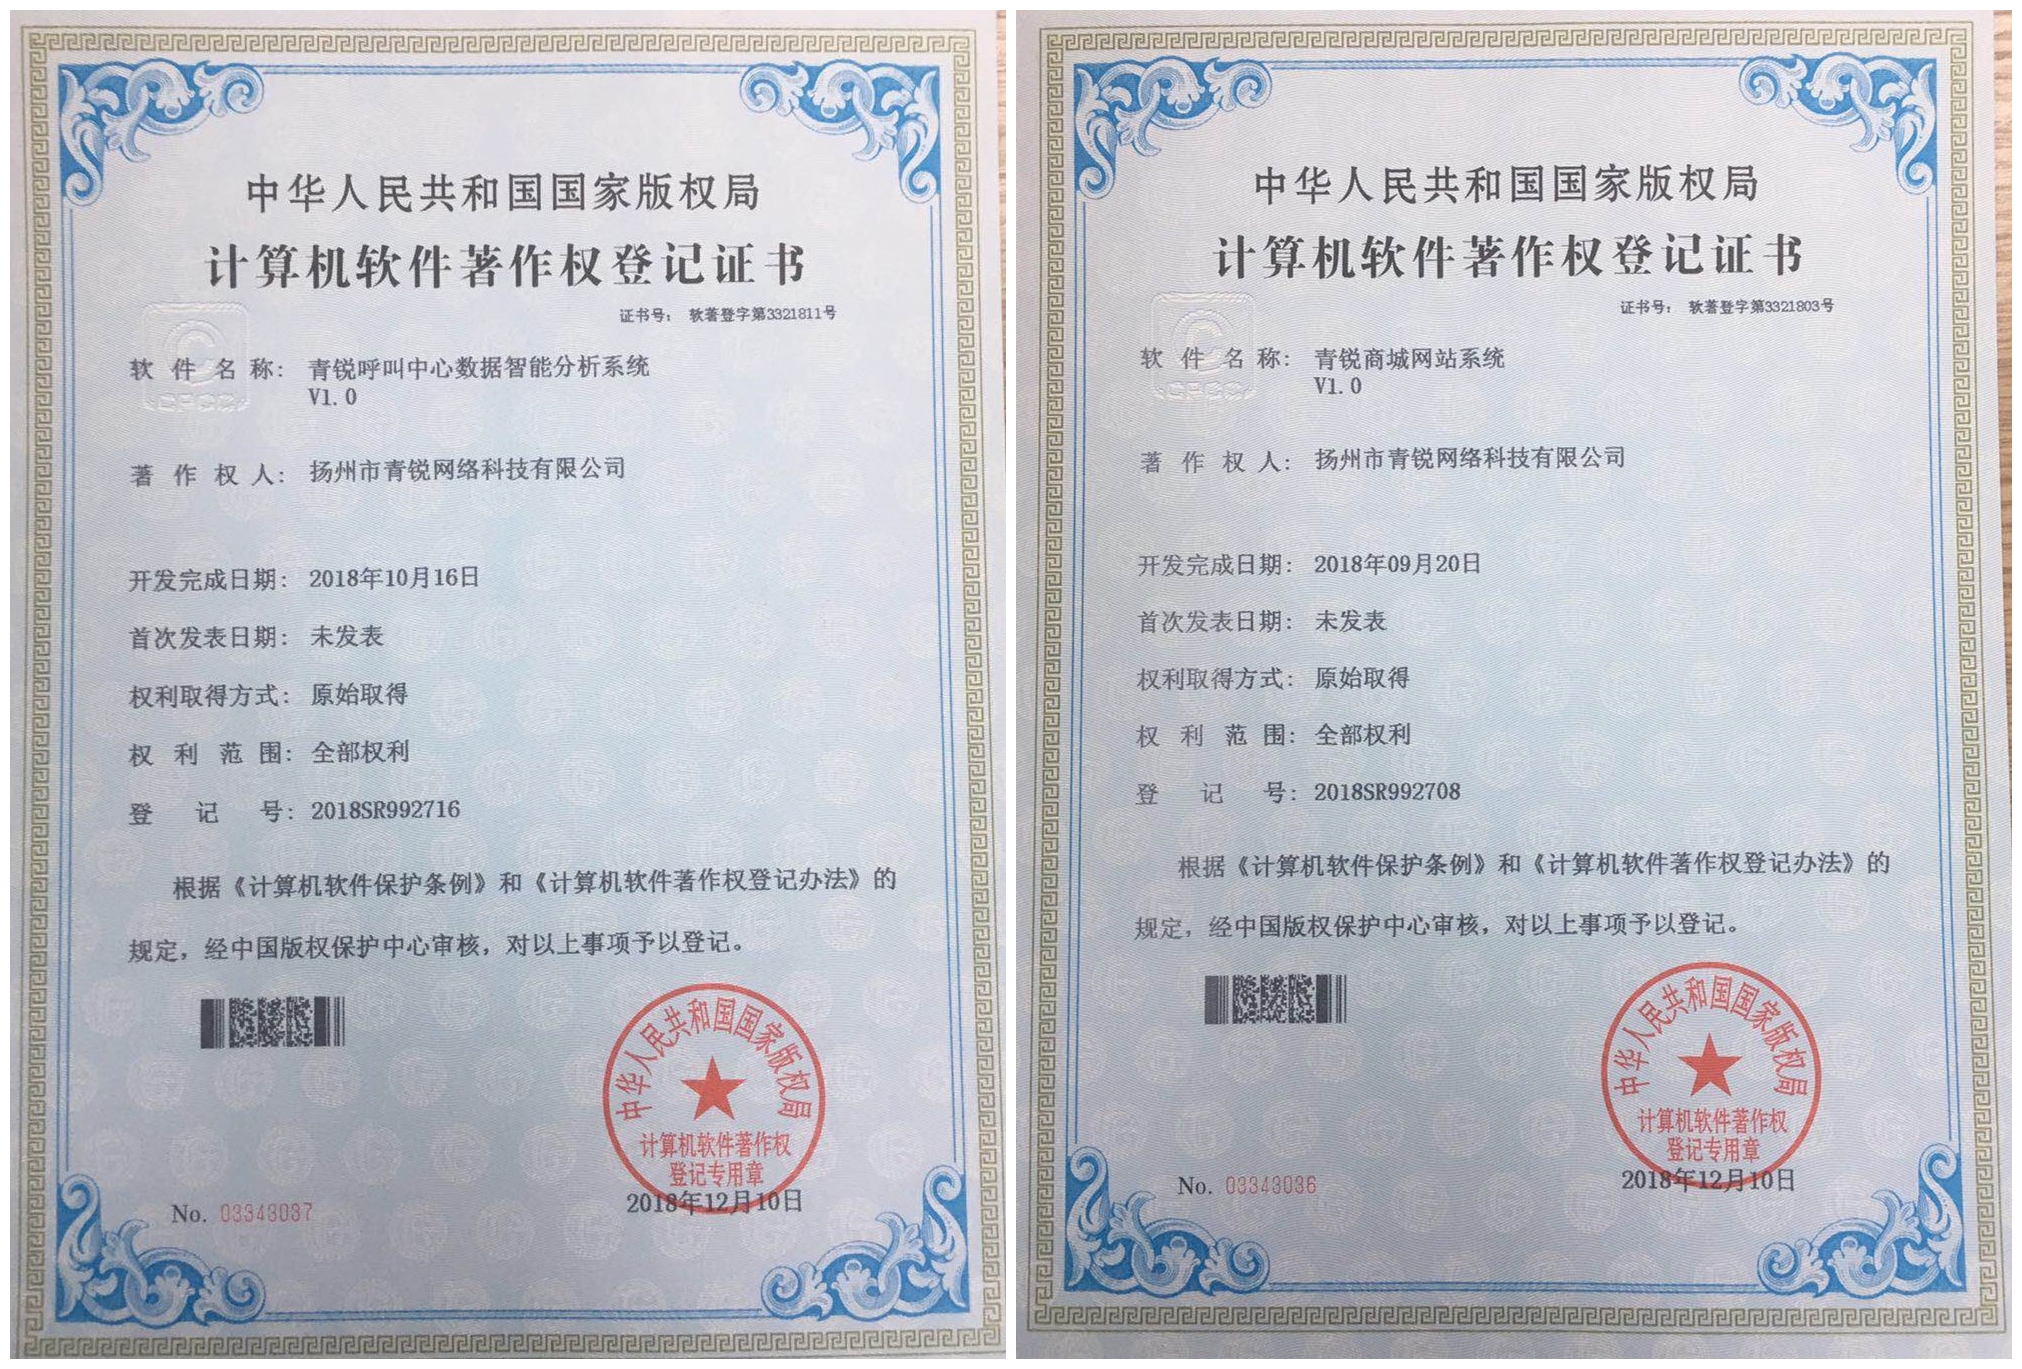 中华人民共和国国家版权局
计算机软件著作权登记证书
证书号: 软著登字第3321811号
软件名称: 青锐呼叫中心数据智能分析系统
V1.0
著作权人: 扬州市青锐网络科技有限公司
开发完成日期: 2018年10月16日
首次发表日期: 未发表
权利取得方式: 原始取得
权利范围: 全部权利
登记号: 2018SR992716
根据《计算机软件保护条例》和《计算机软件著作权登记办法》的
规定,经中国版权保护中心审核,对以上事项予以登记。
中华人民共和国国家版权局
计算机软件著作权
登记专用章
No. 03343037
2018年12月10日
中华人民共和国国家版权局
计算机软件著作权登记证书
证书号: 软著登字第3321803号
软件名称: 青锐商城网站系统
V1.0
著作权人: 扬州市青锐网络科技有限公司
开发完成日期: 2018年09月20日
首次发表日期: 未发表
权利取得方式: 原始取得
权利范围: 全部权利
登记号: 2018SR992708
根据《计算机软件保护条例》和《计算机软件著作权登记办法》的
规定,经中国版权保护中心审核,对以上事项予以登记。
中华人民共和国国家版权局
计算机软件著作权
登记专用章
No. 03343036
2018年12月10日